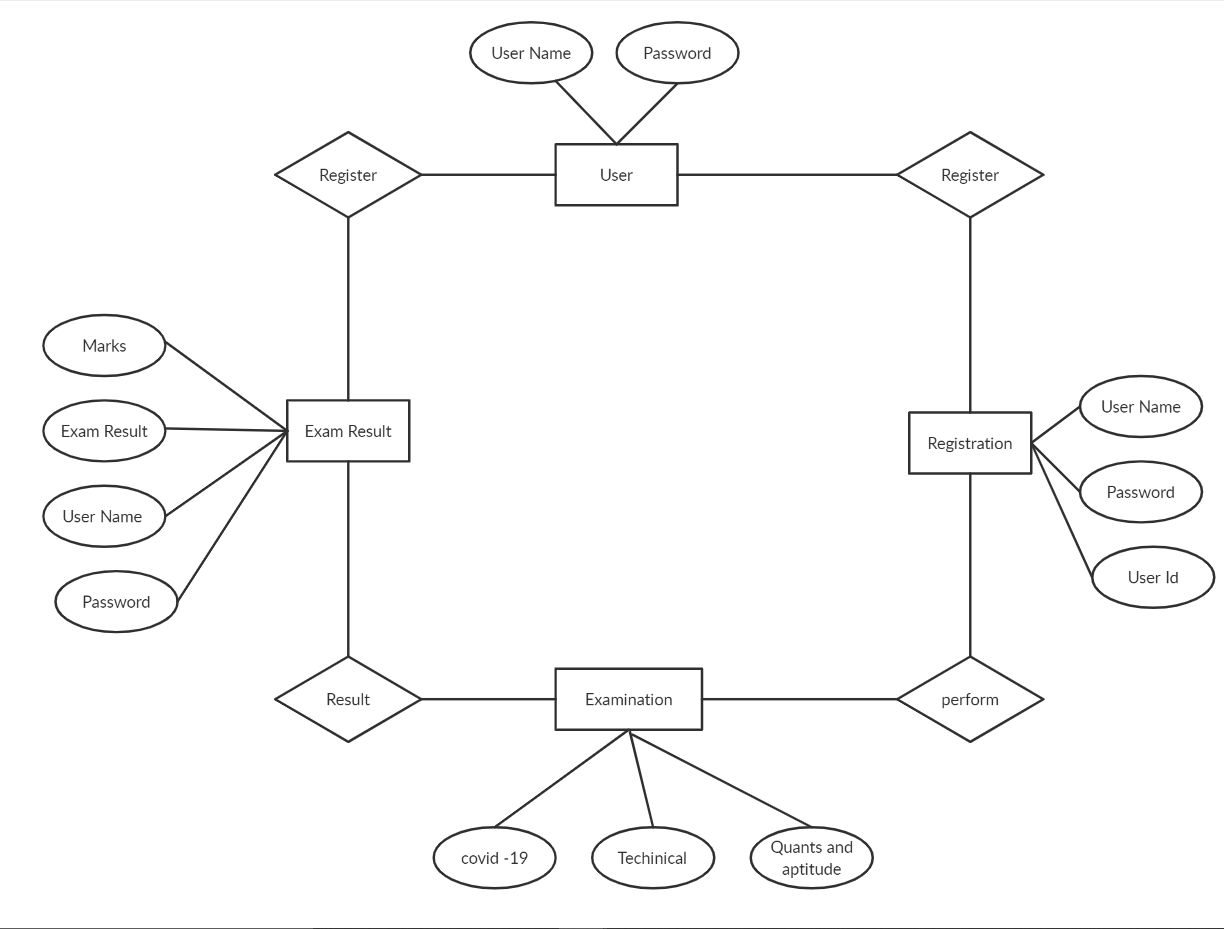 User Name
Password
Register
User
Register
Marks
Exam Result
User Name
Password
Exam Result
Registration
User Name
Password
User Id
Result
Examination
perform
covid -19
Techinical
Quants and
aptitude